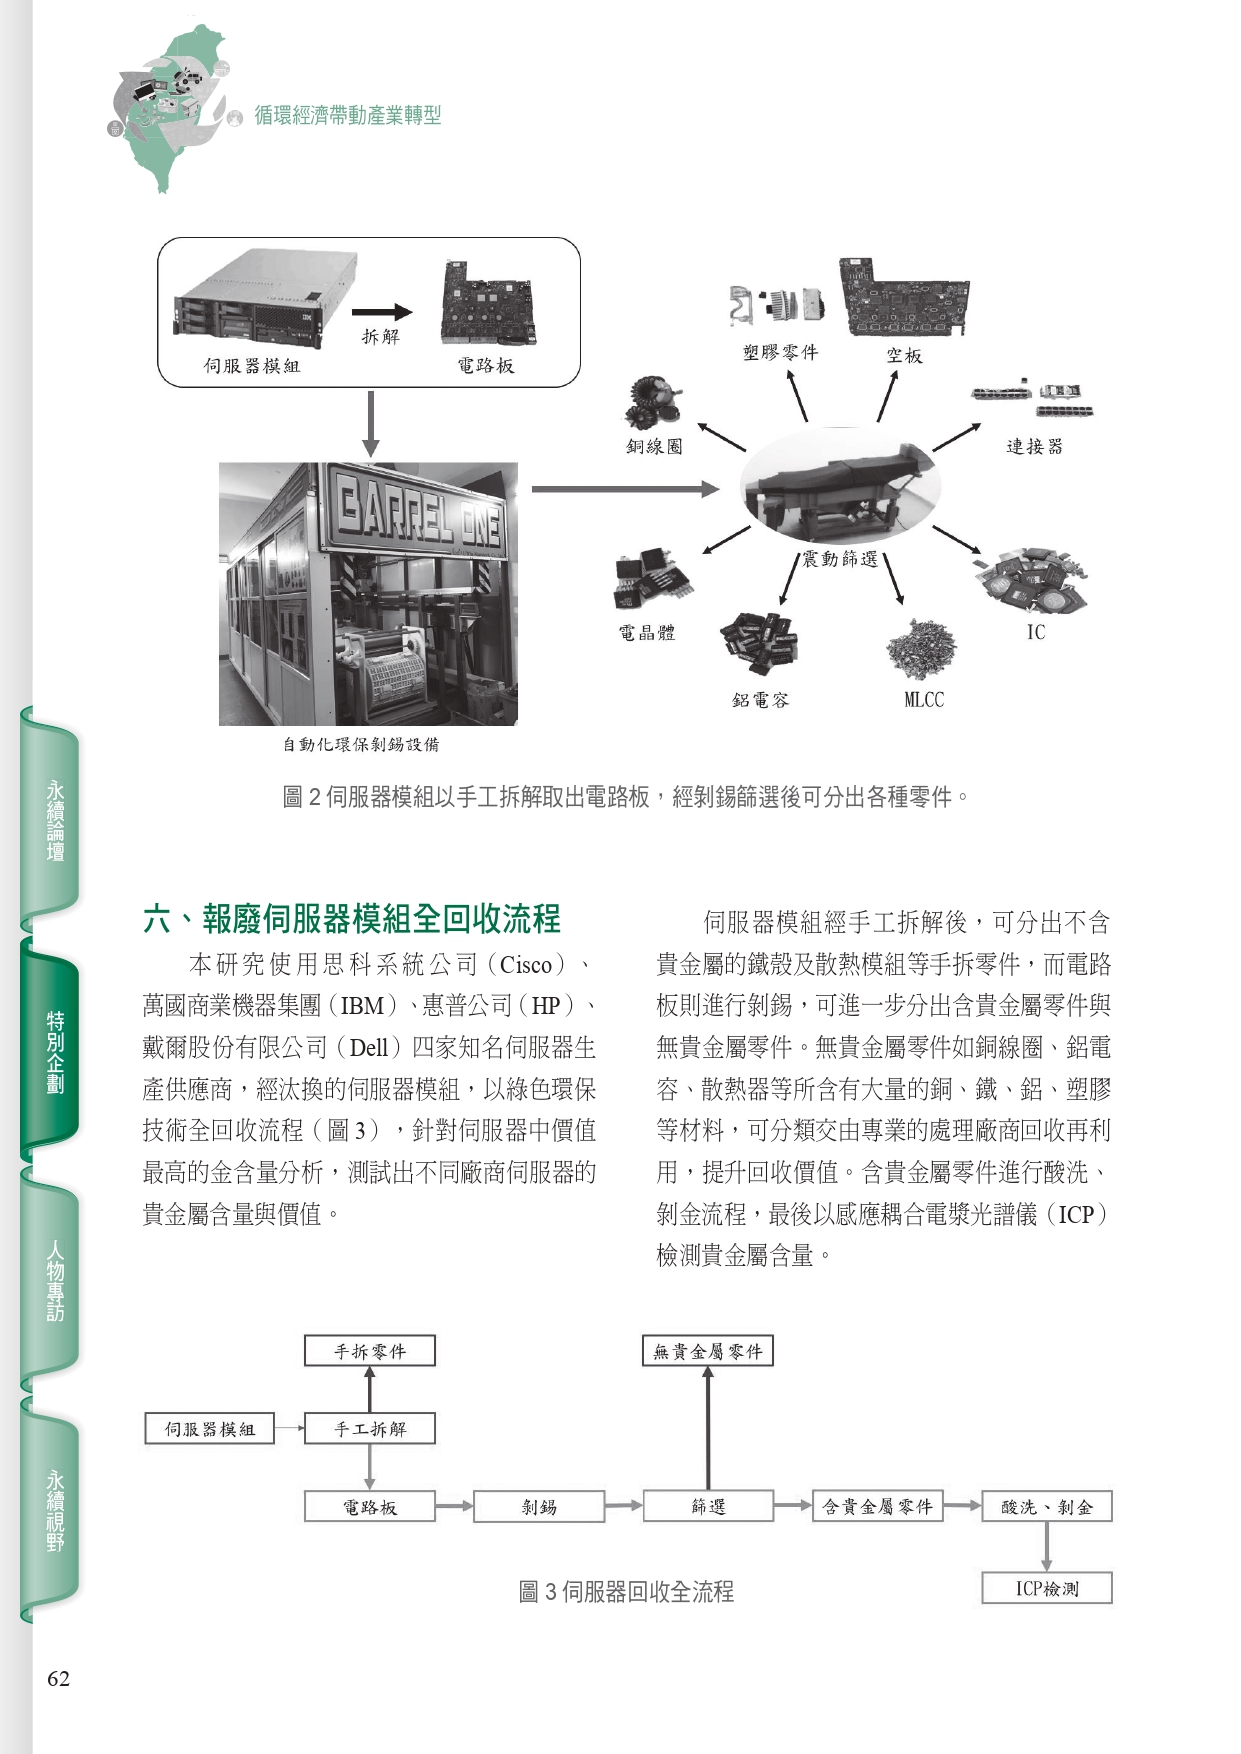 循環經濟帶動產業轉型
拆解
伺服器模組
電路板
塑膠零件
空板
銅線圈
連接器
BARREL ONE
震動篩選
電晶體
IC
鋁電容
MLCC
自動化環保剝錫設備
圖 2 伺服器模組以手工拆解取出電路板，經剝錫篩選後可分出各種零件。
六、報廢伺服器模組全回收流程
本研究使用思科系統公司（Cisco）、
萬國商業機器集團（IBM）、惠普公司（HP）、
戴爾股份有限公司（Dell）四家知名伺服器生
產供應商，經汰換的伺服器模組，以綠色環保
技術全回收流程（圖 3），針對伺服器中價值
最高的金含量分析，測試出不同廠商伺服器的
貴金屬含量與價值。
伺服器模組經手工拆解後，可分出不含
貴金屬的鐵殼及散熱模組等手拆零件，而電路
板則進行剝錫，可進一步分出含貴金屬零件與
無貴金屬零件。無貴金屬零件如銅線圈、鋁電
容、散熱器等所含有大量的銅、鐵、鋁、塑膠
等材料，可分類交由專業的處理廠商回收再利
用，提升回收價值。含貴金屬零件進行酸洗、
剝金流程，最後以感應耦合電漿光譜儀（ICP）
檢測貴金屬含量。
手拆零件
無貴金屬零件
伺服器模組
手工拆解
電路板
剝錫
篩選
含貴金屬零件
酸洗、剝金
ICP檢測
圖 3 伺服器回收全流程
永續論壇
特別企劃
人物專訪
永續視野
62